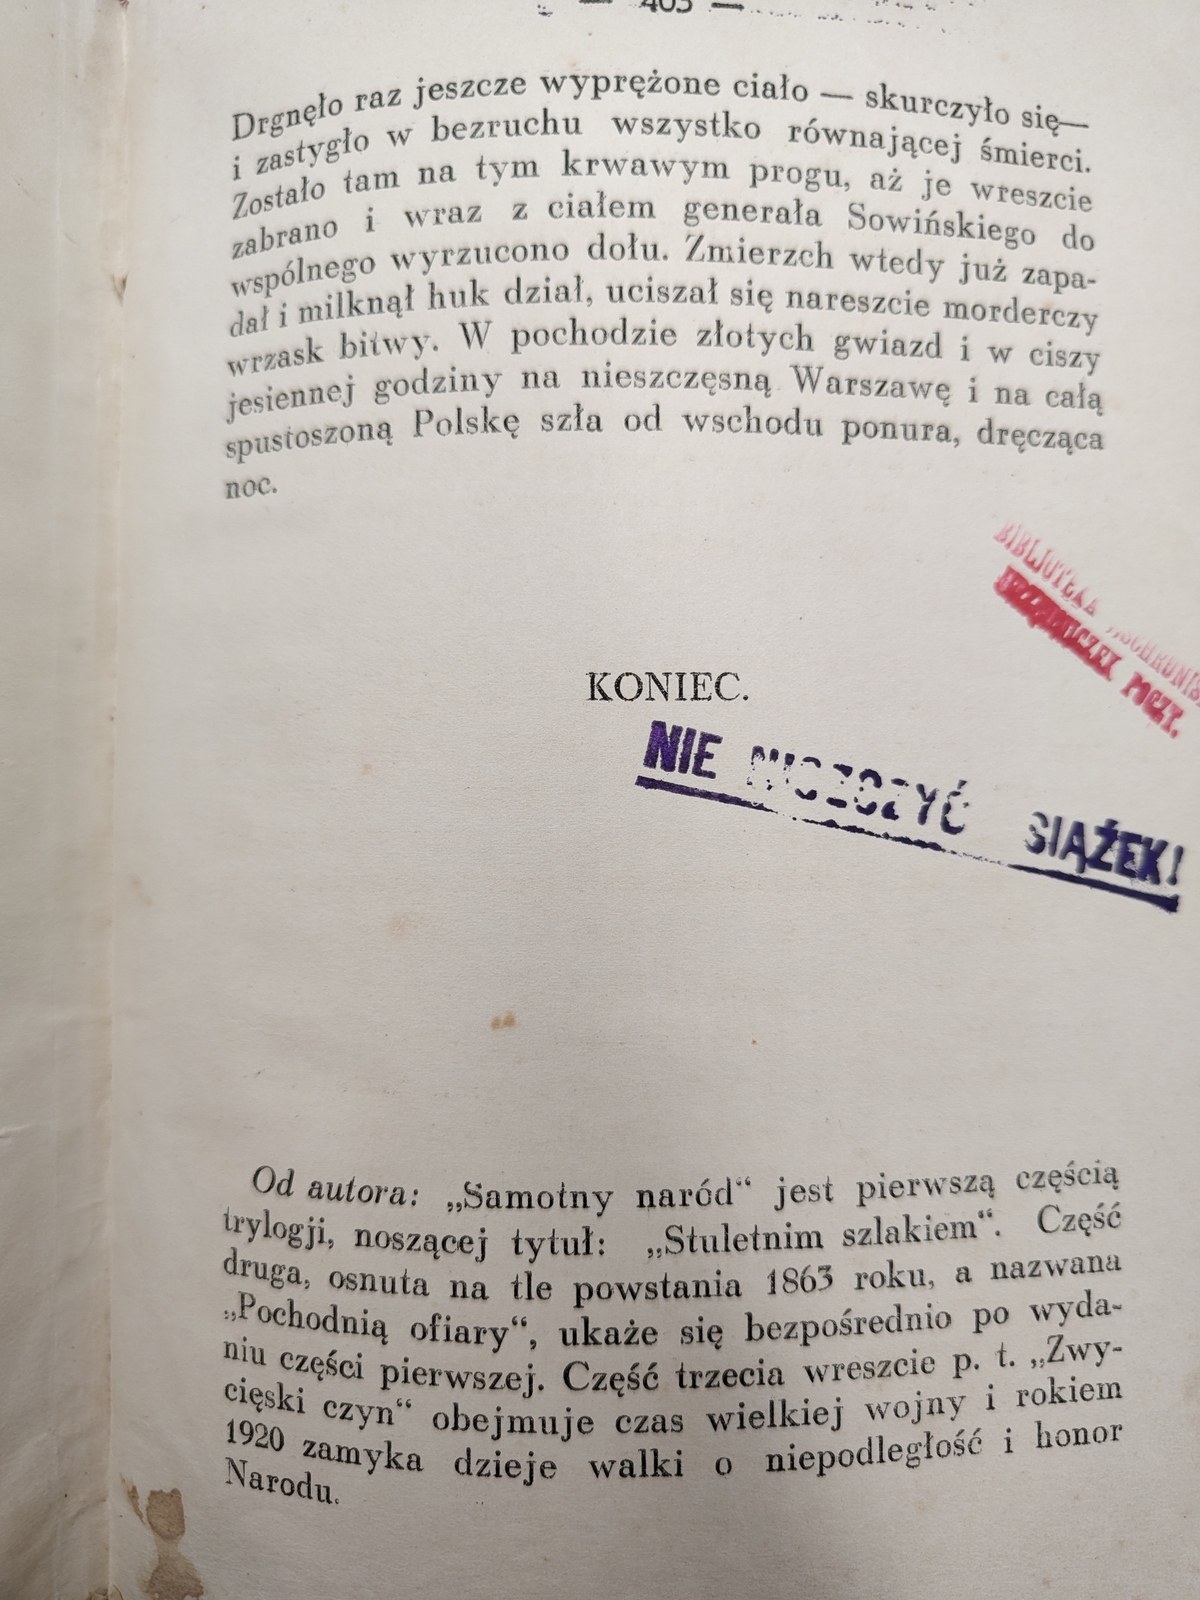 — 403 —
Drgnęło raz jeszcze wyprężone ciało — skurczyło się—
i zastygło w bezruchu wszystko równającej śmierci.
Zostało tam na tym krwawym progu, aż je wreszcie
zabrano i wraz z ciałem generała Sowińskiego do
wspólnego wyrzucono dołu. Zmierzch wtedy już zapa-
dał i milknął huk dział, uciszał się nareszcie morderczy
wrzask bitwy. W pochodzie złotych gwiazd i w ciszy
jesiennej godziny na nieszczęsną Warszawę i na całą
spustoszoną Polskę szła od wschodu ponura, dręcząca
noc.
BIBLJOTEKA
POCZT.
KONIEC.
NIE NISZCZYĆ SIĄŻEK!
Od autora: „Samotny naród“ jest pierwszą częścią
trylogji, noszącej tytuł: „Stuletnim szlakiem“. Część
druga, osnuta na tle powstania 1863 roku, a nazwana
„Pochodnią ofiary“, ukaże się bezpośrednio po wyda-
niu części pierwszej. Część trzecia wreszcie p. t. „Zwy-
cięski czyn“ obejmuje czas wielkiej wojny i rokiem
1920 zamyka dzieje walki o niepodległość i honor
Narodu.